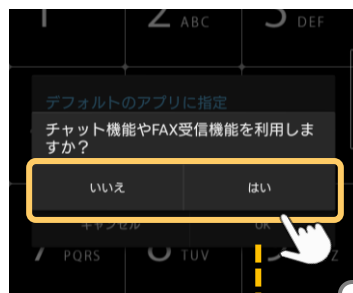 1 2 ABC 3 DEF
デフォルトのアプリに指定
チャット機能やFAX受信機能を利用しま
すか？
いいえ はい
キャンセル OK
7 PQRS 8 TUV 9 Z